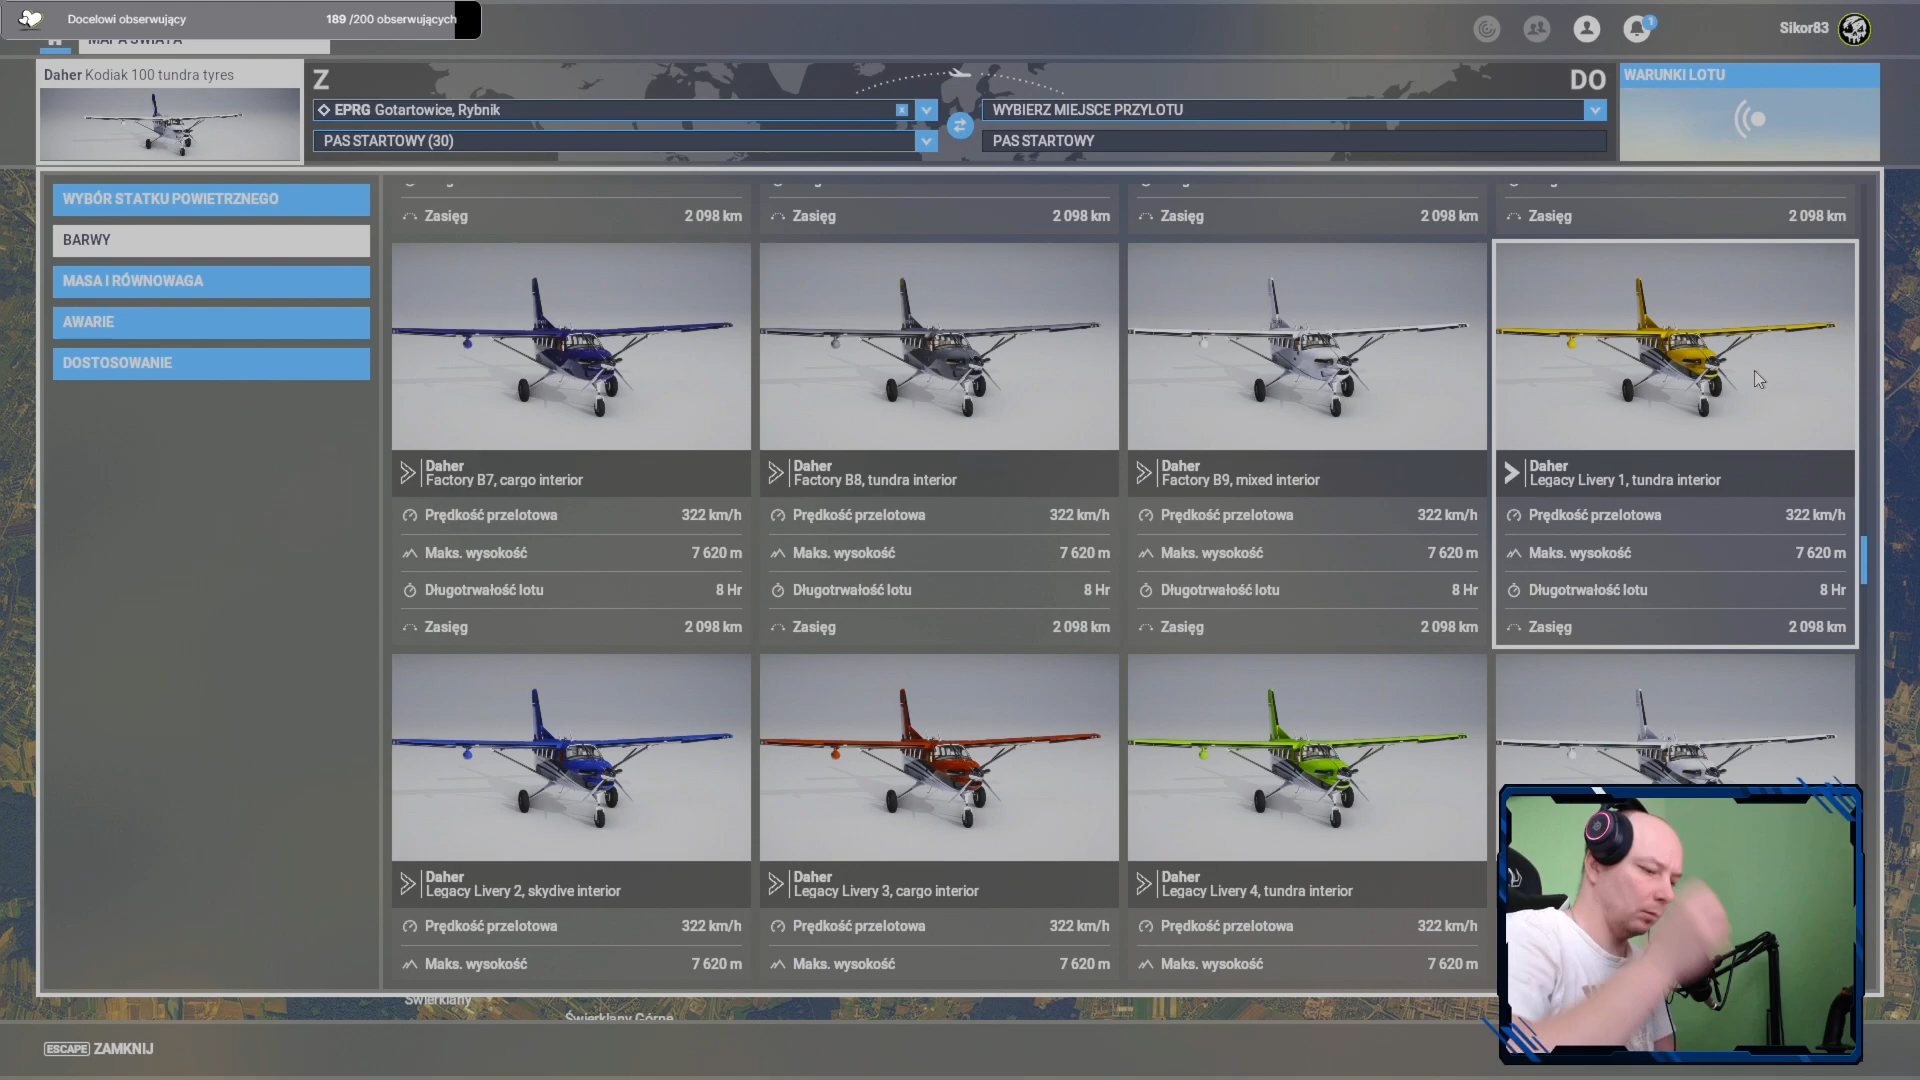 Docelowi obserwujący
189 /200 obserwujących
MAPA ŚWIATA
1
Sikor83
Daher Kodiak 100 tundra tyres
Z
EPRG Gotartowice, Rybnik
x
PAS STARTOWY (30)
DO
WYBIERZ MIEJSCE PRZYLOTU
PAS STARTOWY
WARUNKI LOTU
WYBÓR STATKU POWIETRZNEGO
BARWY
MASA I RÓWNOWAGA
AWARIE
DOSTOSOWANIE
Zasięg 2 098 km
Zasięg 2 098 km
Zasięg 2 098 km
Zasięg 2 098 km
Daher
Factory B7, cargo interior
Prędkość przelotowa 322 km/h
Maks. wysokość 7 620 m
Długotrwałość lotu 8 Hr
Zasięg 2 098 km
Daher
Factory B8, tundra interior
Prędkość przelotowa 322 km/h
Maks. wysokość 7 620 m
Długotrwałość lotu 8 Hr
Zasięg 2 098 km
Daher
Factory B9, mixed interior
Prędkość przelotowa 322 km/h
Maks. wysokość 7 620 m
Długotrwałość lotu 8 Hr
Zasięg 2 098 km
Daher
Legacy Livery 1, tundra interior
Prędkość przelotowa 322 km/h
Maks. wysokość 7 620 m
Długotrwałość lotu 8 Hr
Zasięg 2 098 km
Daher
Legacy Livery 2, skydive interior
Prędkość przelotowa 322 km/h
Maks. wysokość 7 620 m
Daher
Legacy Livery 3, cargo interior
Prędkość przelotowa 322 km/h
Maks. wysokość 7 620 m
Daher
Legacy Livery 4, tundra interior
Prędkość przelotowa 322 km/h
Maks. wysokość 7 620 m
Świerklany
Świerklany Górne
ESCAPE ZAMKNIJ